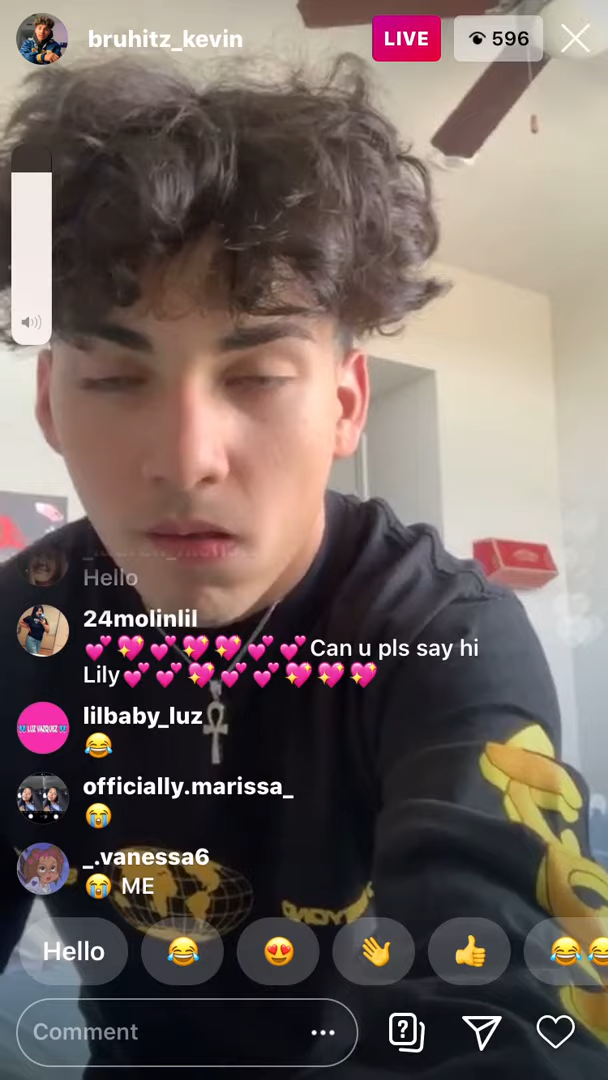 bruhitz_kevin
LIVE
596
Hello
24molinlil
💕💖💕💖💖💕💕Can u pls say hi
Lily💕💕💖💕💕💖💖💖
lilbaby_luz
😂
officially.marissa_
😭
_.vanessa6
😭 ME
Hello 😂 😍 👋 👍 😂😂
Comment